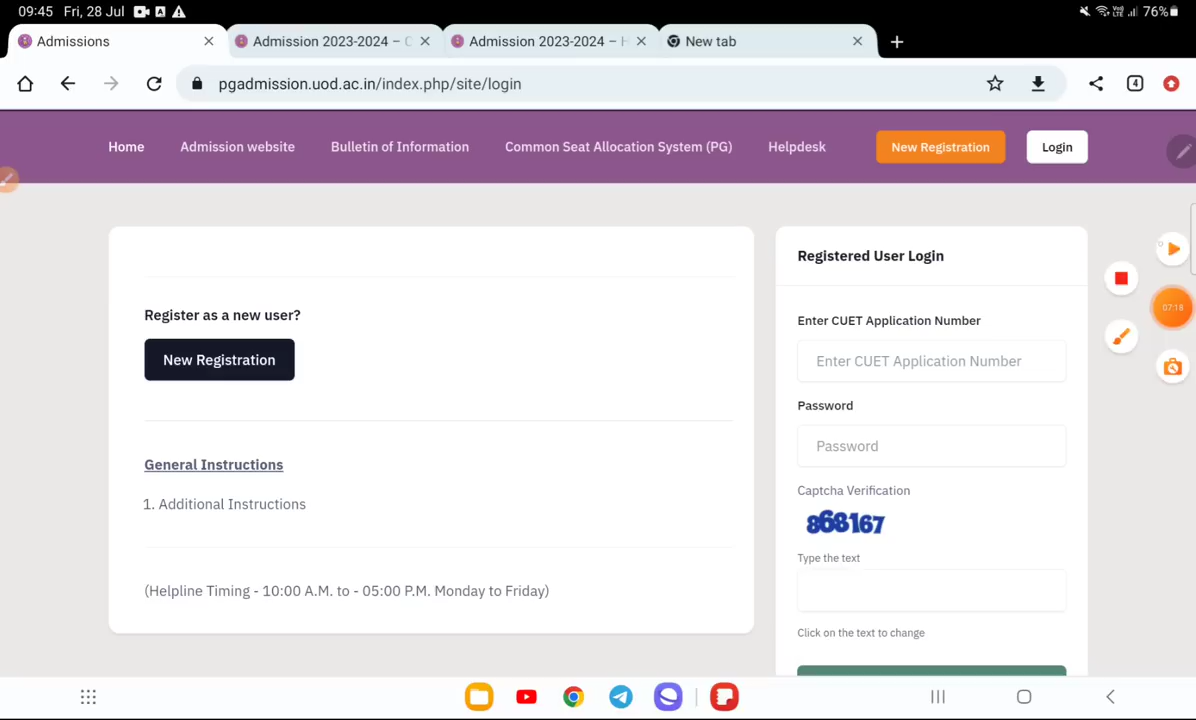 09:45 Fri, 28 Jul
76%
Admissions
Admission 2023-2024 – C
Admission 2023-2024 – H
New tab
pgadmission.uod.ac.in/index.php/site/login
4
Home
Admission website
Bulletin of Information
Common Seat Allocation System (PG)
Helpdesk
New Registration
Login
Register as a new user?
New Registration
General Instructions
1. Additional Instructions
(Helpline Timing - 10:00 A.M. to - 05:00 P.M. Monday to Friday)
Registered User Login
Enter CUET Application Number
Enter CUET Application Number
Password
Password
Captcha Verification
868167
Type the text
Click on the text to change
07:18